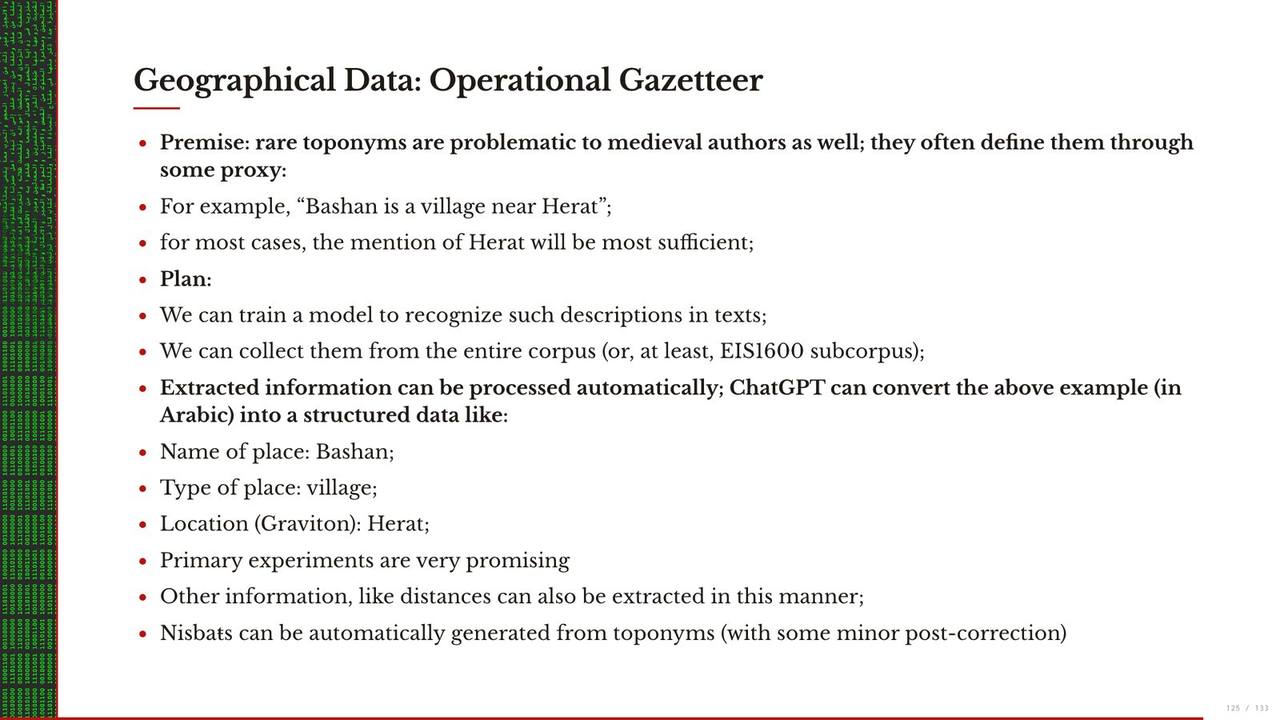 Geographical Data: Operational Gazetteer
• Premise: rare toponyms are problematic to medieval authors as well; they often define them through
some proxy:
• For example, “Bashan is a village near Herat”;
• for most cases, the mention of Herat will be most sufficient;
• Plan:
• We can train a model to recognize such descriptions in texts;
• We can collect them from the entire corpus (or, at least, EIS1600 subcorpus);
• Extracted information can be processed automatically; ChatGPT can convert the above example (in
Arabic) into a structured data like:
• Name of place: Bashan;
• Type of place: village;
• Location (Graviton): Herat;
• Primary experiments are very promising
• Other information, like distances can also be extracted in this manner;
• Nisbaŧs can be automatically generated from toponyms (with some minor post-correction)
125 / 133